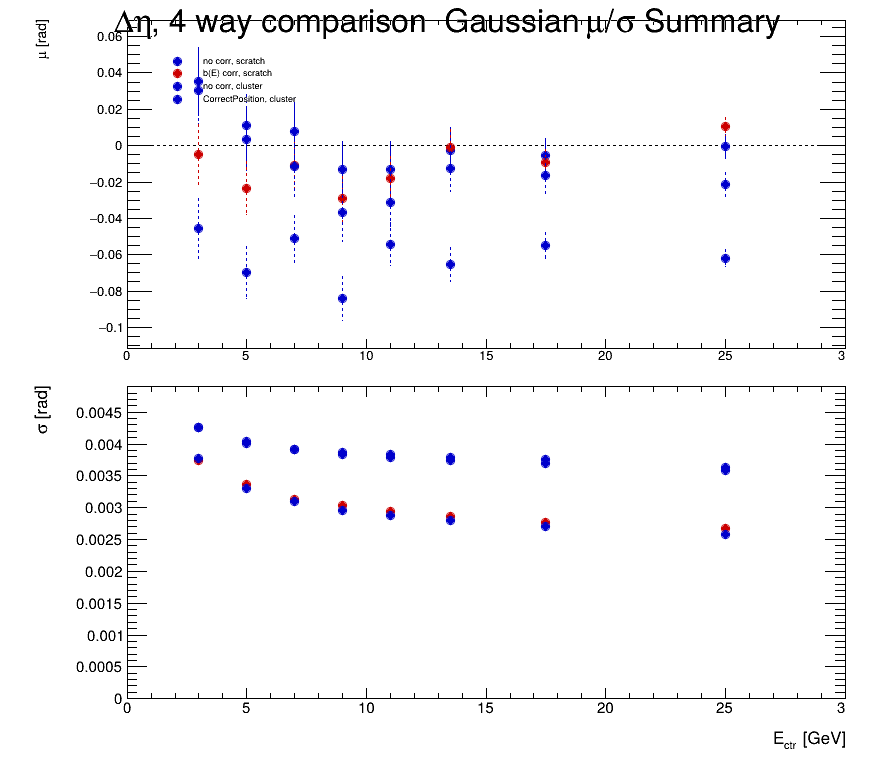 Δη, 4 way comparison Gaussian μ/σ Summary
μ [rad]
no corr, scratch
b(E) corr, scratch
no corr, cluster
CorrectPosition, cluster
0.06
0.04
0.02
0
−0.02
−0.04
−0.06
−0.08
−0.1
0 5 10 15 20 25 3
σ [rad]
0.0045
0.004
0.0035
0.003
0.0025
0.002
0.0015
0.001
0.0005
0
0 5 10 15 20 25 3
E_ctr [GeV]